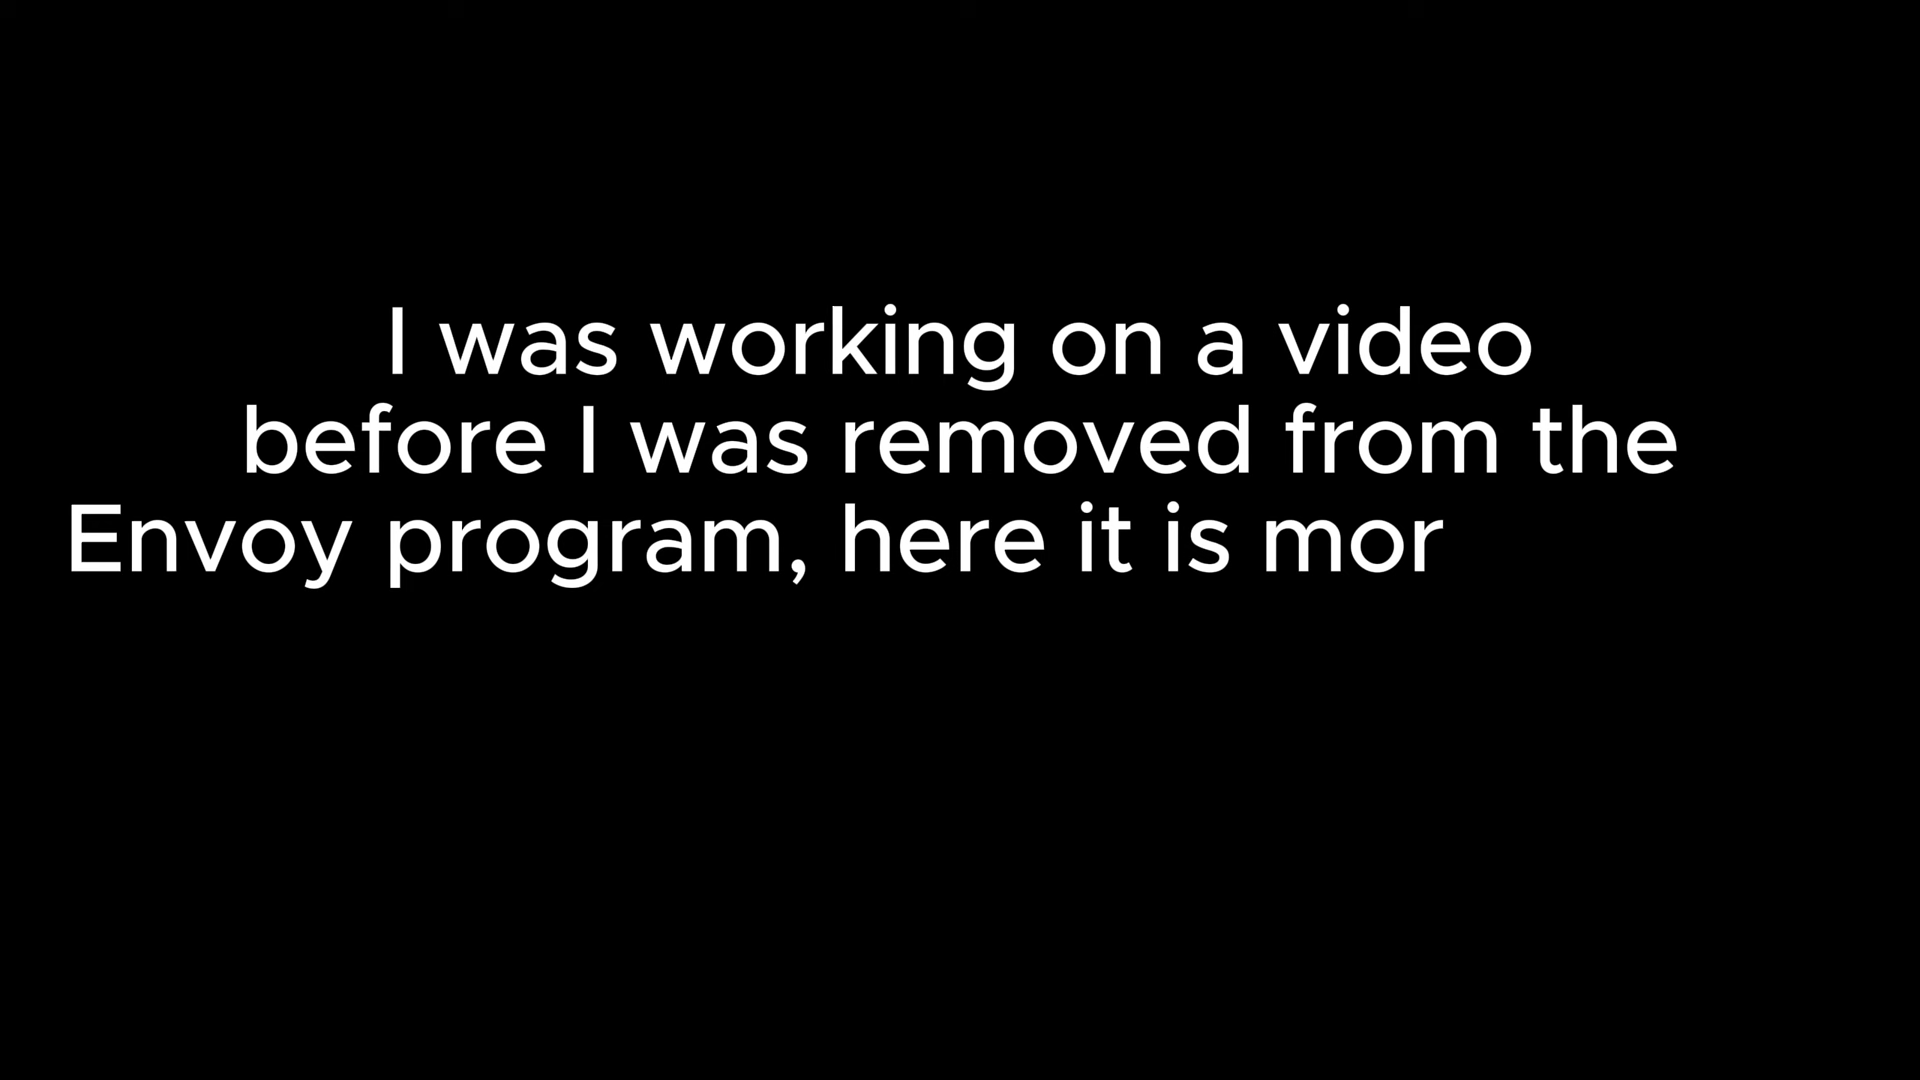 I was working on a video
before I was removed from the
Envoy program, here it is mor